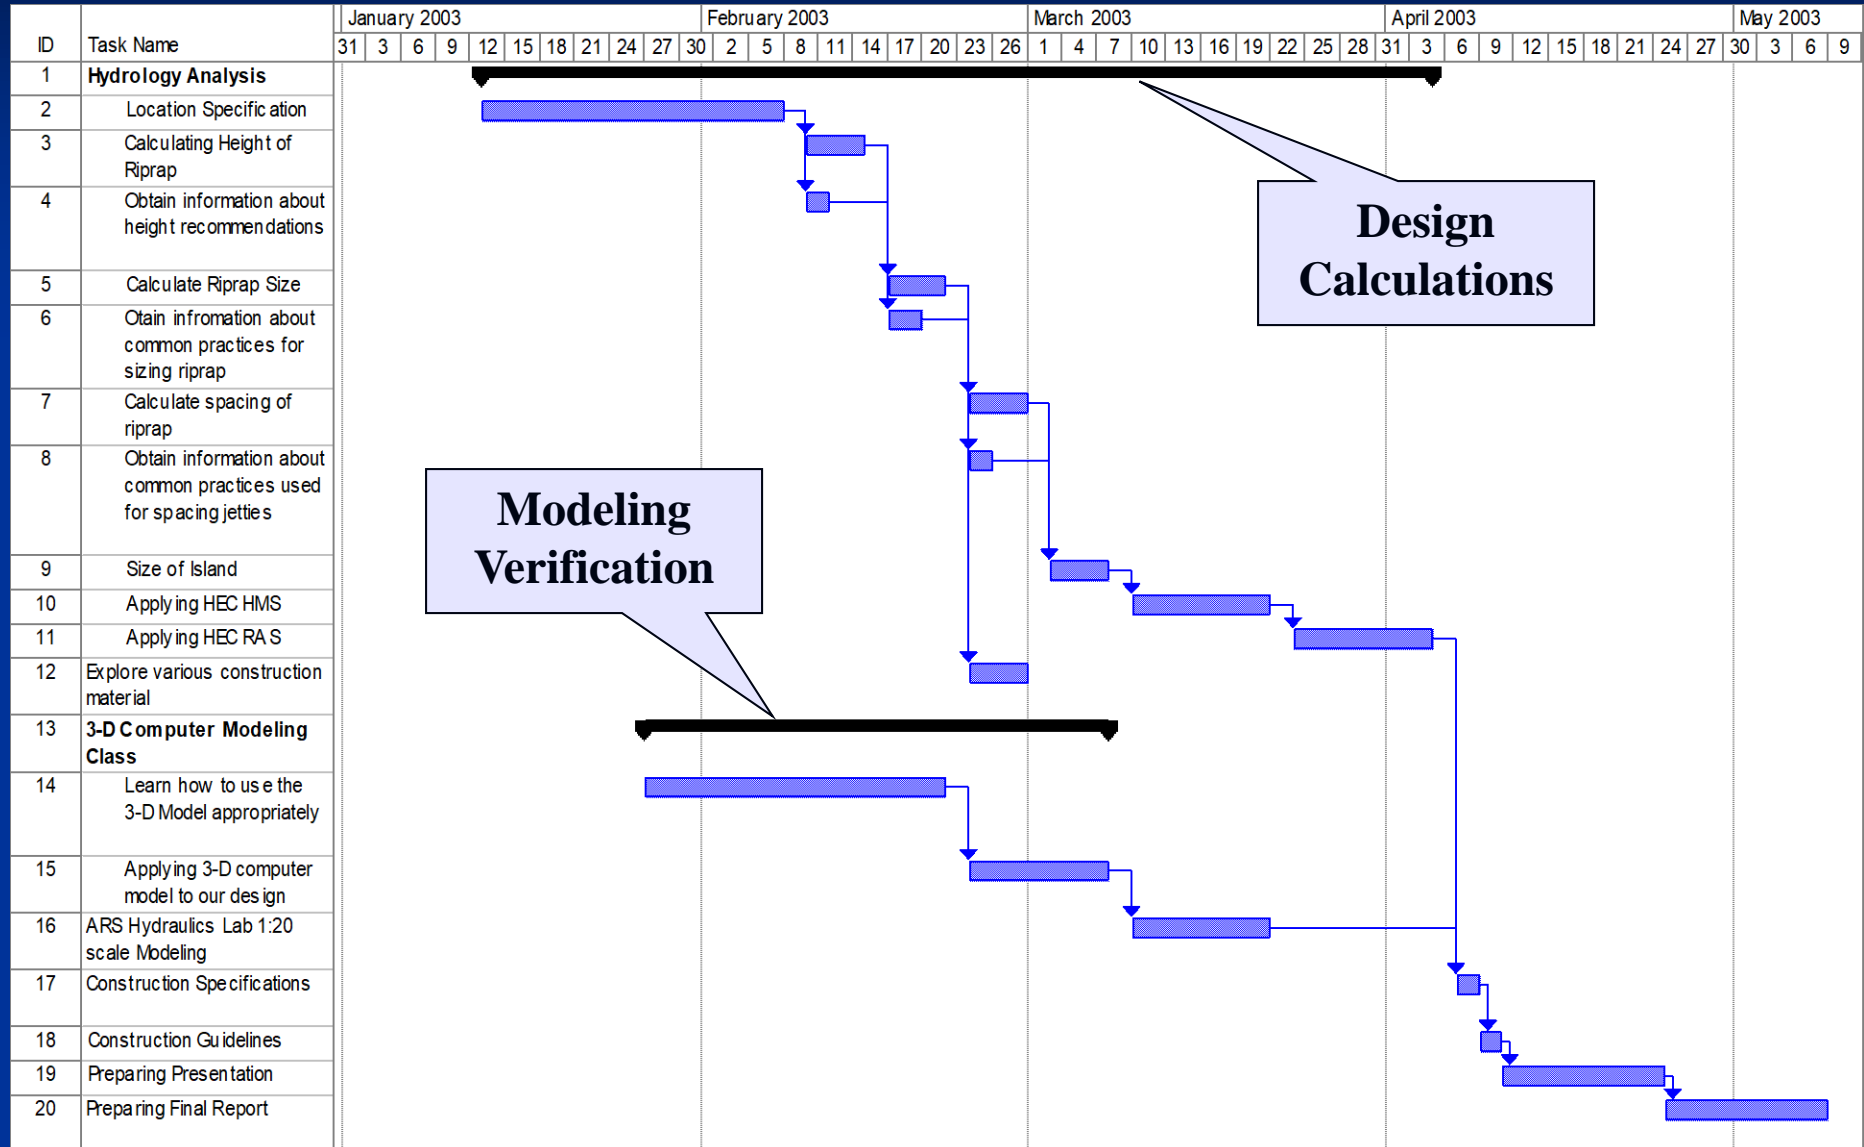 January 2003 February 2003 March 2003 April 2003 May 2003
ID Task Name 31 3 6 9 12 15 18 21 24 27 30 2 5 8 11 14 17 20 23 26 1 4 7 10 13 16 19 22 25 28 31 3 6 9 12 15 18 21 24 27 30 3 6 9
1 Hydrology Analysis
2 Location Specification
3 Calculating Height of
Riprap
4 Obtain information about
height recommendations
Design
Calculations
5 Calculate Riprap Size
6 Otain infromation about
common practices for
sizing riprap
7 Calculate spacing of
riprap
8 Obtain information about
common practices used
for spacing jetties
Modeling
Verification
9 Size of Island
10 Applying HEC HMS
11 Applying HEC RAS
12 Explore various construction
material
13 3-D Computer Modeling
Class
14 Learn how to use the
3-D Model appropriately
15 Applying 3-D computer
model to our design
16 ARS Hydraulics Lab 1:20
scale Modeling
17 Construction Specifications
18 Construction Guidelines
19 Preparing Presentation
20 Preparing Final Report